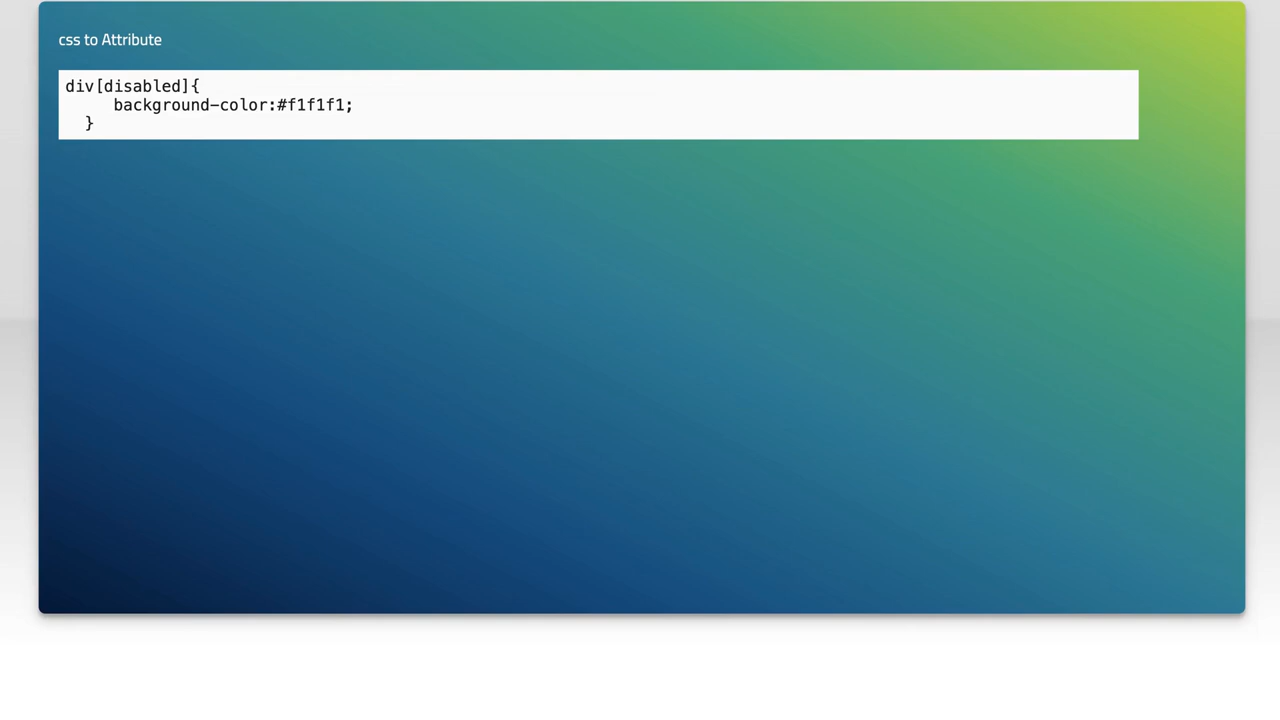 css to Attribute
div[disabled]{
background-color:#f1f1f1;
}